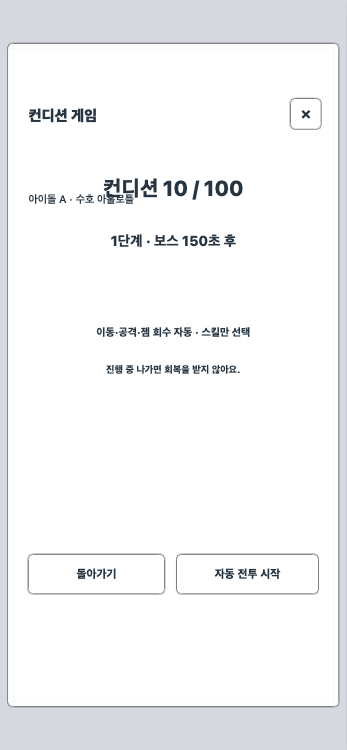 컨디션 게임
×
컨디션 10 / 100
아이돌 A · 수호 아홀로틀
1단계 · 보스 150초 후
이동·공격·젬 회수 자동 · 스킬만 선택
진행 중 나가면 회복을 받지 않아요.
돌아가기
자동 전투 시작